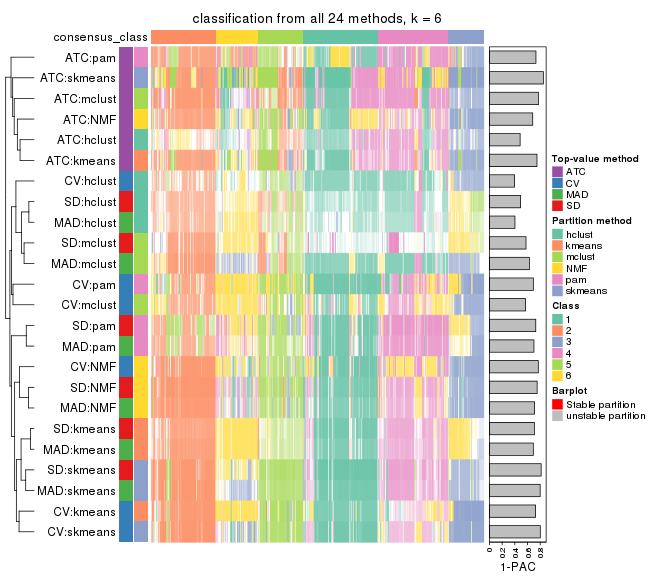 classification from all 24 methods, k = 6
consensus_class
ATC:pam
ATC:skmeans
ATC:mclust
ATC:NMF
ATC:hclust
ATC:kmeans
CV:hclust
SD:hclust
MAD:hclust
SD:mclust
MAD:mclust
CV:pam
CV:mclust
SD:pam
MAD:pam
CV:NMF
SD:NMF
MAD:NMF
SD:kmeans
MAD:kmeans
SD:skmeans
MAD:skmeans
CV:kmeans
CV:skmeans
0
0.2
0.4
0.6
0.8
1-PAC
Top-value method
ATC
CV
MAD
SD
Partition method
hclust
kmeans
mclust
NMF
pam
skmeans
Class
1
2
3
4
5
6
Barplot
Stable partition
unstable partition